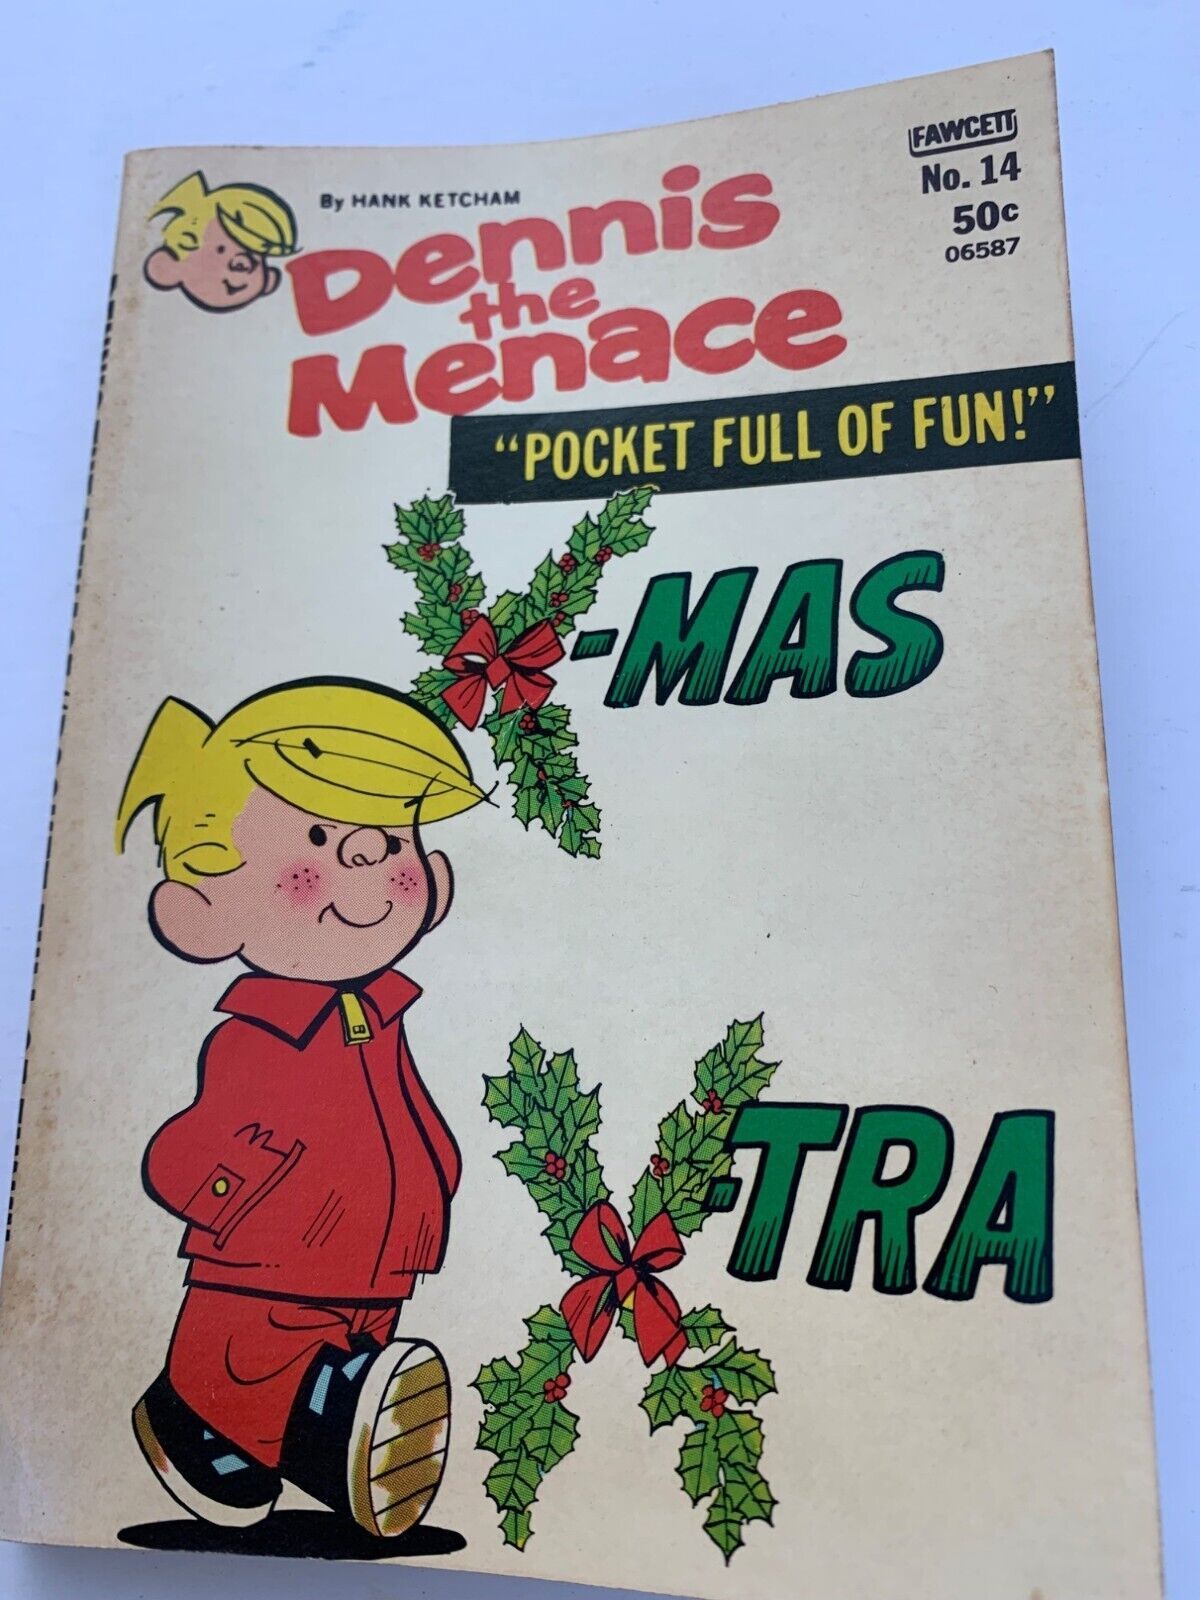 By HANK KETCHAM
FAWCETT
No. 14
50c
06587
Dennis
the
Menace
"POCKET FULL OF FUN!"
X-MAS
X-TRA